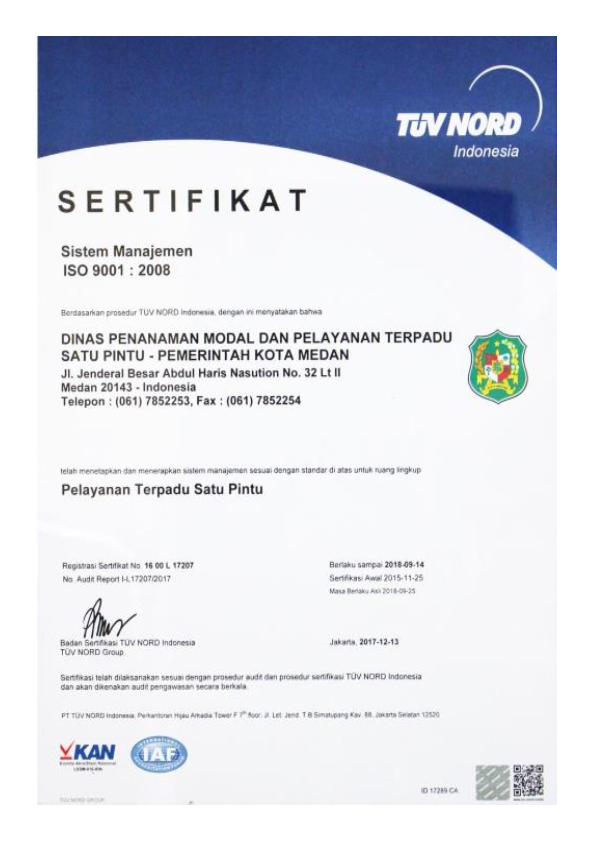 TÜV NORD
Indonesia
SERTIFIKAT
Sistem Manajemen
ISO 9001 : 2008
Berdasarkan prosedur TÜV NORD Indonesia, dengan ini menyatakan bahwa
DINAS PENANAMAN MODAL DAN PELAYANAN TERPADU
SATU PINTU - PEMERINTAH KOTA MEDAN
Jl. Jenderal Besar Abdul Haris Nasution No. 32 Lt II
Medan 20143 - Indonesia
Telepon : (061) 7852253, Fax : (061) 7852254
telah menetapkan dan menerapkan sistem manajemen sesuai dengan standar di atas untuk ruang lingkup
Pelayanan Terpadu Satu Pintu
Registrasi Sertifikat No. 16 00 L 17207
No. Audit Report I-L17207/2017
Berlaku sampai 2018-09-14
Sertifikasi Awal 2015-11-25
Masa Berlaku Asli 2018-09-25
Badan Sertifikasi TÜV NORD Indonesia
TÜV NORD Group
Jakarta, 2017-12-13
Sertifikasi telah dilaksanakan sesuai dengan prosedur audit dan prosedur sertifikasi TÜV NORD Indonesia
dan akan dikenakan audit pengawasan secara berkala.
PT TÜV NORD Indonesia, Perkantoran Hijau Arkadia Tower F 7th floor, Jl. Let. Jend. T B Simatupang Kav. 88, Jakarta Selatan 12520
KAN
Komite Akreditasi Nasional
IAF
ID 17289 CA
TÜV NORD GROUP